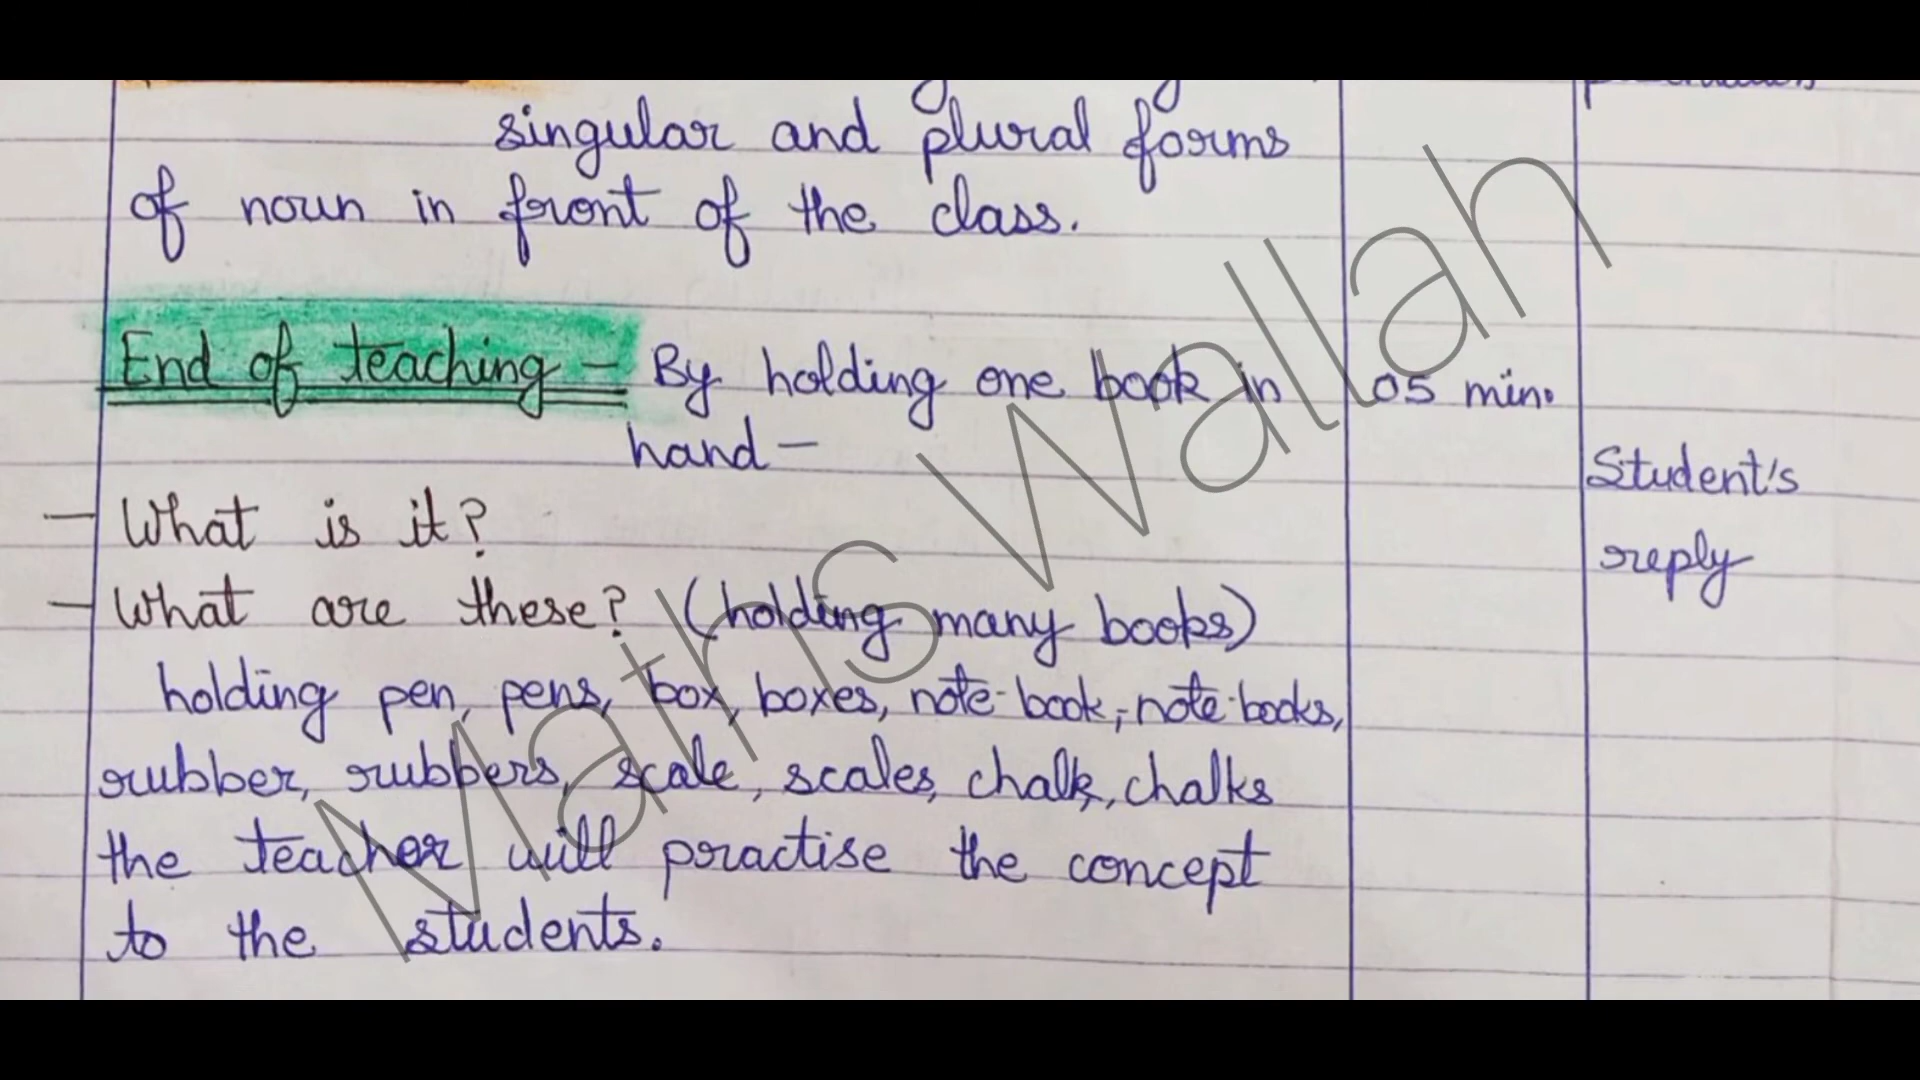 singular and plural forms
of noun in front of the class.
End of teaching - By holding one book in
05 min.
hand -
Student's
reply
- What is it?
- What are these? (holding many books)
holding pen, pens, box, boxes, note-book, note-books,
rubber, rubbers, scale, scales, chalk, chalks
the teacher will practise the concept
to the students.
Maths Wallah